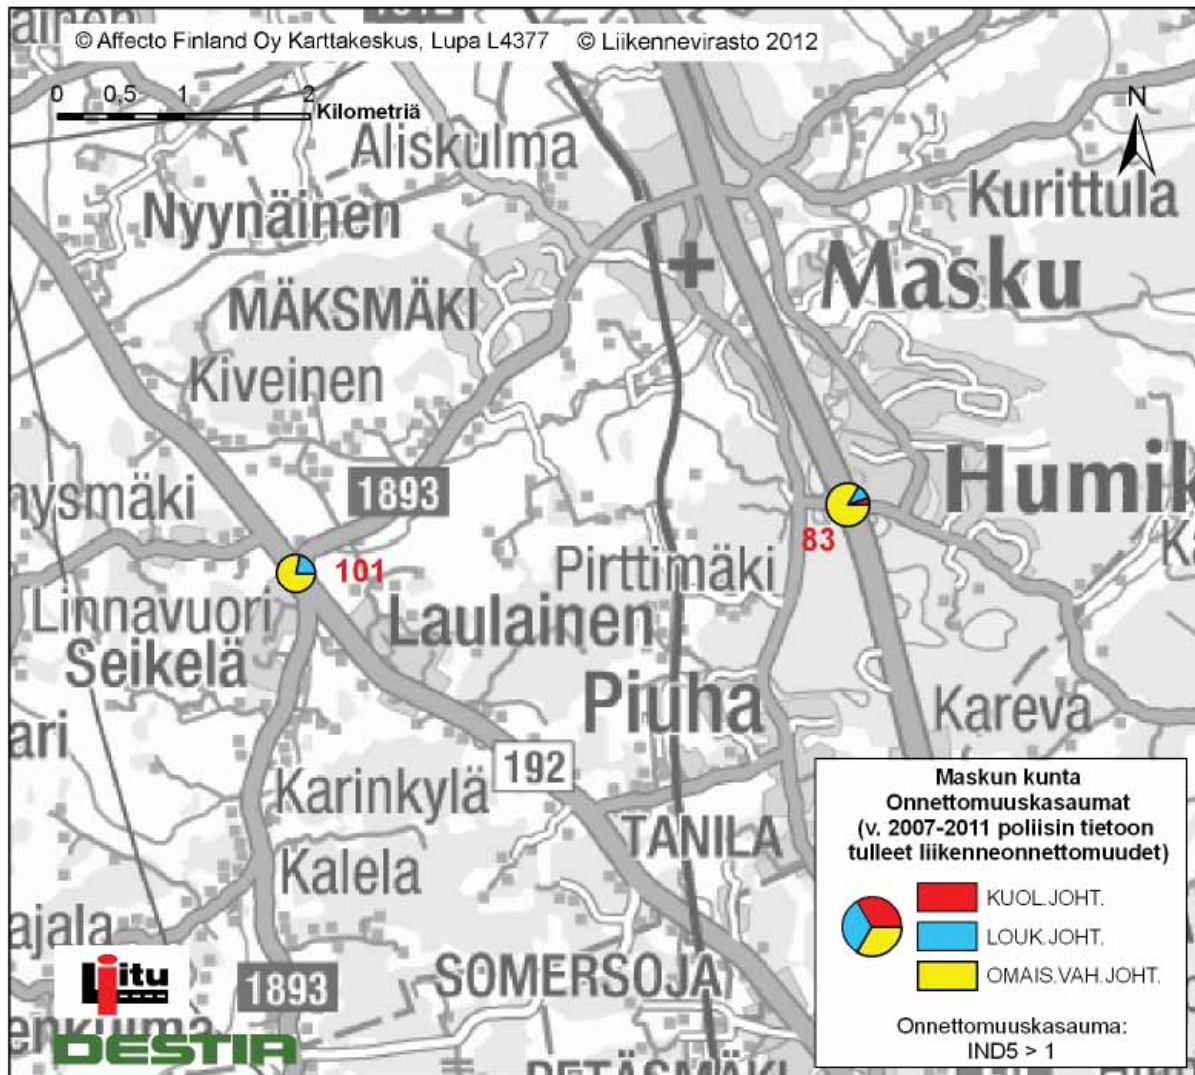 © Affecto Finland Oy Karttakeskus, Lupa L4377 © Liikennevirasto 2012
0 0,5 1 2 Kilometriä
N
Aliskulma
Kurittula
Nyynäinen
Masku
MÄKSMÄKI
Kiveinen
1893
Humik
nysmäki
83
101
Pirttimäki
Linnavuori
Laulainen
Seikelä
Piuha
Kareva
ari
192
Karinkylä
TANILA
Kalela
ajala
SOMERSOJA
1893
Liitu
DESTIA
Maskun kunta
Onnettomuuskasaumat
(v. 2007-2011 poliisin tietoon
tulleet liikenneonnettomuudet)
KUOL.JOHT.
LOUK.JOHT.
OMAIS.VAH.JOHT.
Onnettomuuskasauma:
IND5 > 1